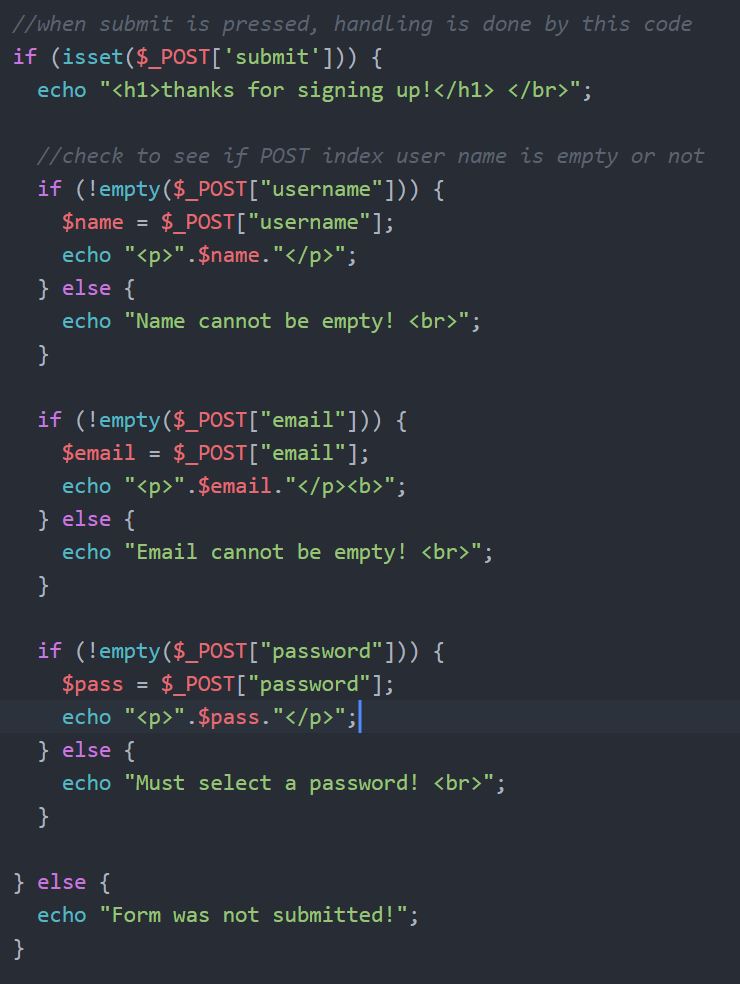 //when submit is pressed, handling is done by this code
if (isset($_POST['submit'])) {
  echo "<h1>thanks for signing up!</h1> </br>";

  //check to see if POST index user name is empty or not
  if (!empty($_POST["username"])) {
    $name = $_POST["username"];
    echo "<p>".$name."</p>";
  } else {
    echo "Name cannot be empty! <br>";
  }

  if (!empty($_POST["email"])) {
    $email = $_POST["email"];
    echo "<p>".$email."</p><b>";
  } else {
    echo "Email cannot be empty! <br>";
  }

  if (!empty($_POST["password"])) {
    $pass = $_POST["password"];
    echo "<p>".$pass."</p>";
  } else {
    echo "Must select a password! <br>";
  }

} else {
  echo "Form was not submitted!";
}